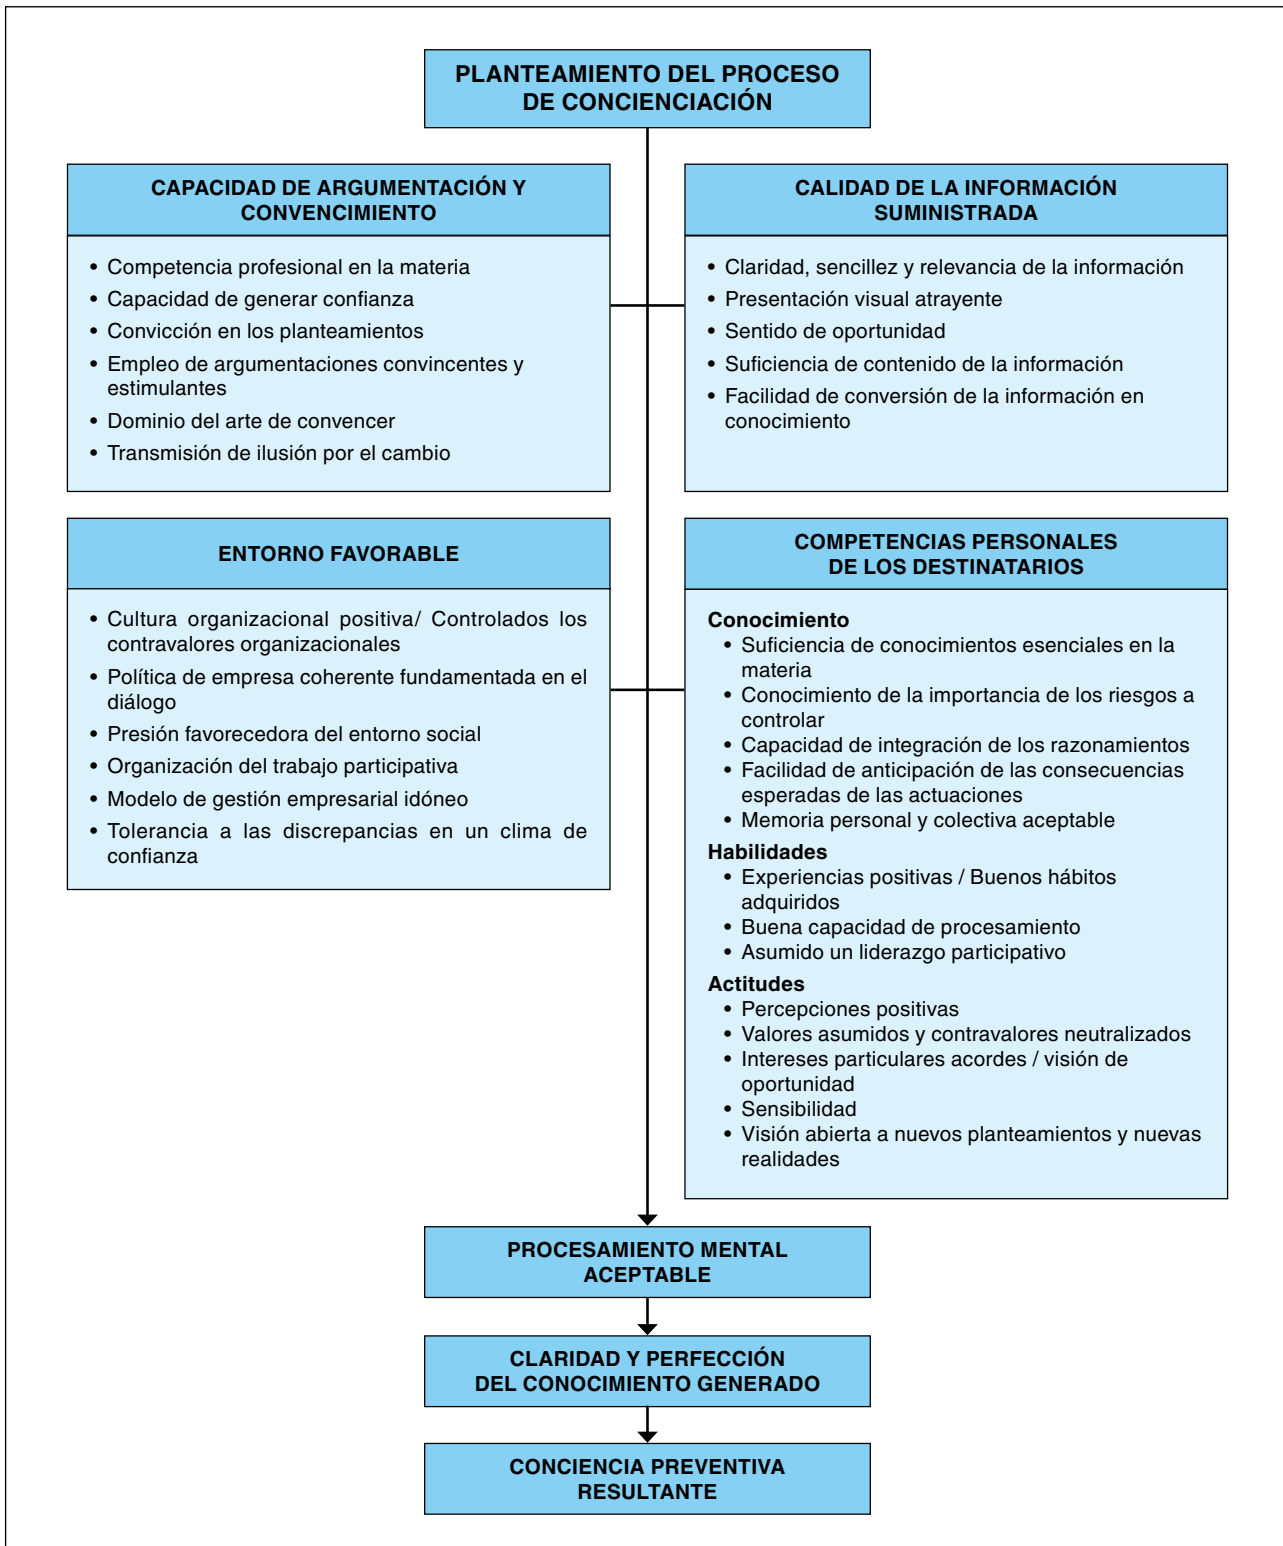 PLANTEAMIENTO DEL PROCESO
DE CONCIENCIACIÓN
CAPACIDAD DE ARGUMENTACIÓN Y
CONVENCIMIENTO
• Competencia profesional en la materia
• Capacidad de generar confianza
• Convicción en los planteamientos
• Empleo de argumentaciones convincentes y
estimulantes
• Dominio del arte de convencer
• Transmisión de ilusión por el cambio
CALIDAD DE LA INFORMACIÓN
SUMINISTRADA
• Claridad, sencillez y relevancia de la información
• Presentación visual atrayente
• Sentido de oportunidad
• Suficiencia de contenido de la información
• Facilidad de conversión de la información en
conocimiento
ENTORNO FAVORABLE
• Cultura organizacional positiva/ Controlados los
contravalores organizacionales
• Política de empresa coherente fundamentada en el
diálogo
• Presión favorecedora del entorno social
• Organización del trabajo participativa
• Modelo de gestión empresarial idóneo
• Tolerancia a las discrepancias en un clima de
confianza
COMPETENCIAS PERSONALES
DE LOS DESTINATARIOS
Conocimiento
• Suficiencia de conocimientos esenciales en la
materia
• Conocimiento de la importancia de los riesgos a
controlar
• Capacidad de integración de los razonamientos
• Facilidad de anticipación de las consecuencias
esperadas de las actuaciones
• Memoria personal y colectiva aceptable
Habilidades
• Experiencias positivas / Buenos hábitos
adquiridos
• Buena capacidad de procesamiento
• Asumido un liderazgo participativo
Actitudes
• Percepciones positivas
• Valores asumidos y contravalores neutralizados
• Intereses particulares acordes / visión de
oportunidad
• Sensibilidad
• Visión abierta a nuevos planteamientos y nuevas
realidades
PROCESAMIENTO MENTAL
ACEPTABLE
CLARIDAD Y PERFECCIÓN
DEL CONOCIMIENTO GENERADO
CONCIENCIA PREVENTIVA
RESULTANTE